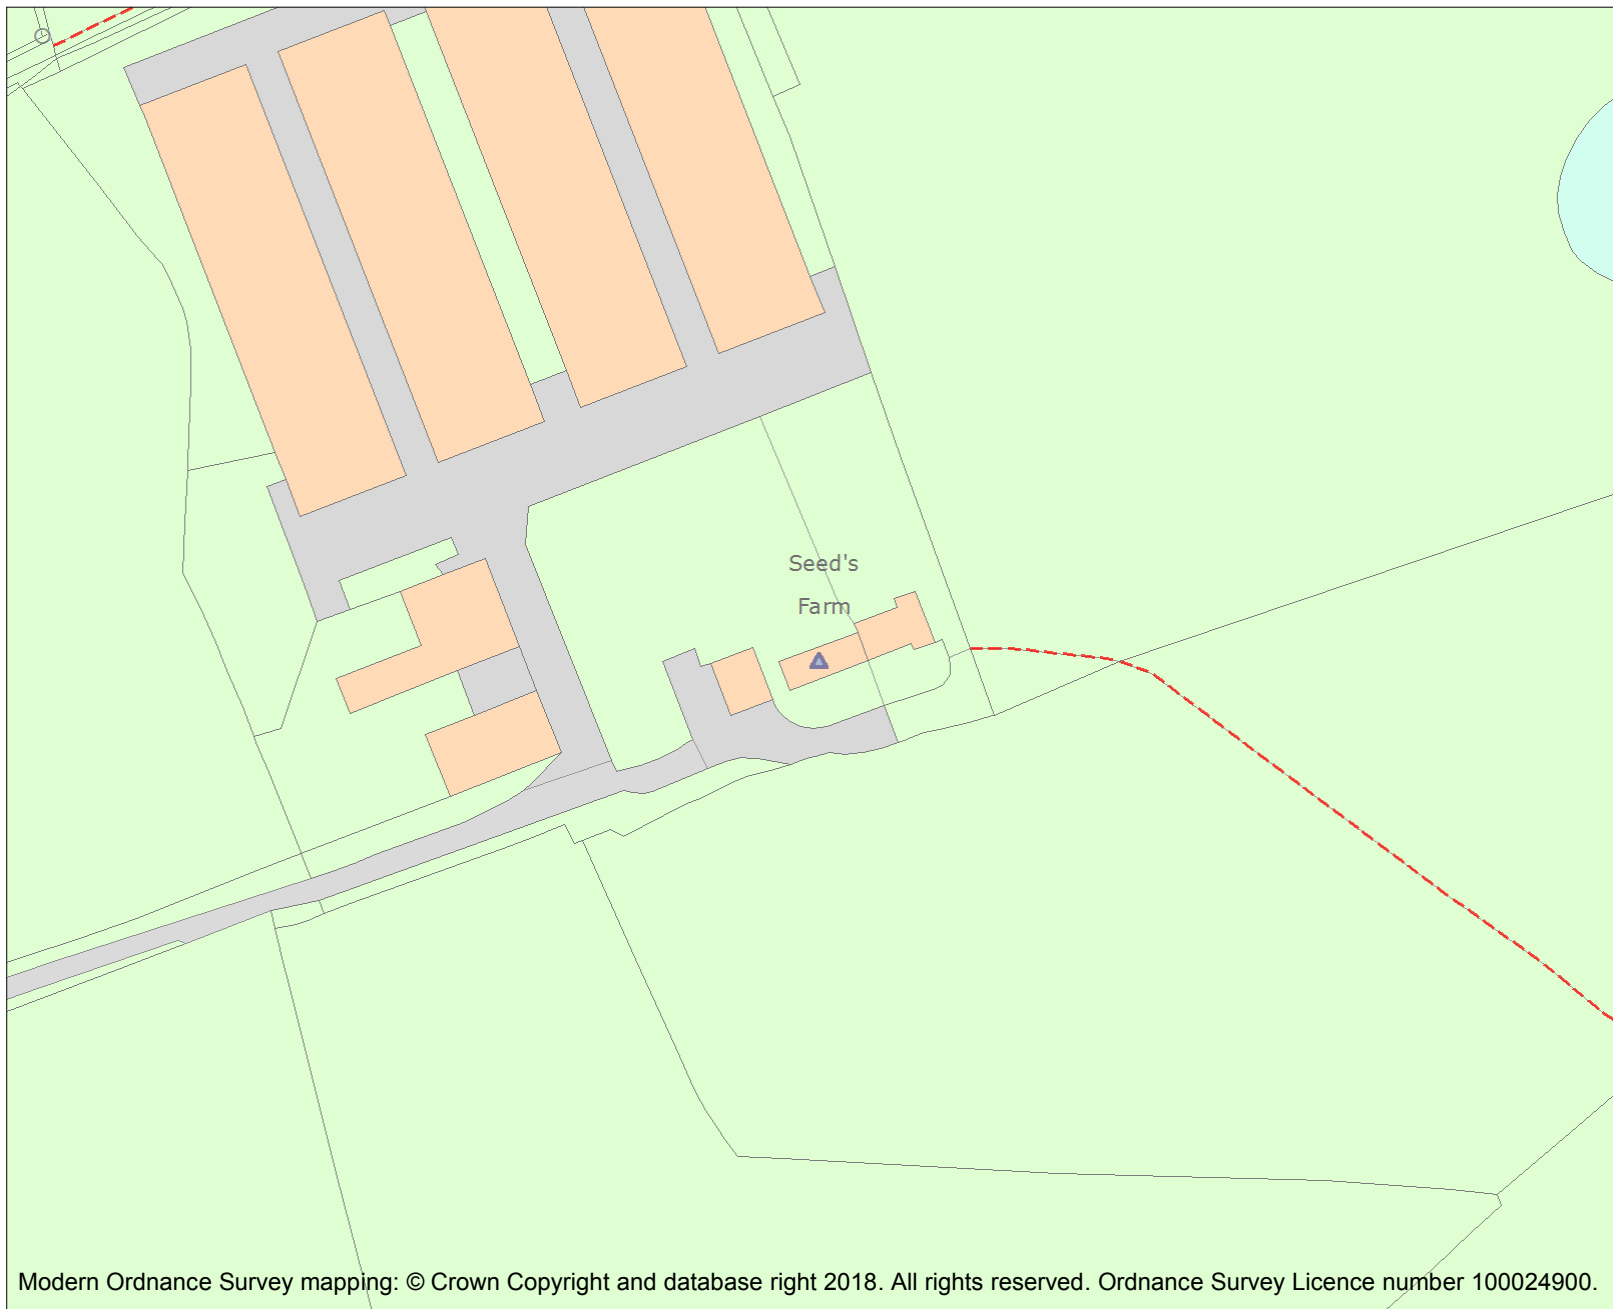 Seed's
Farm
Modern Ordnance Survey mapping: © Crown Copyright and database right 2018. All rights reserved. Ordnance Survey Licence number 100024900.